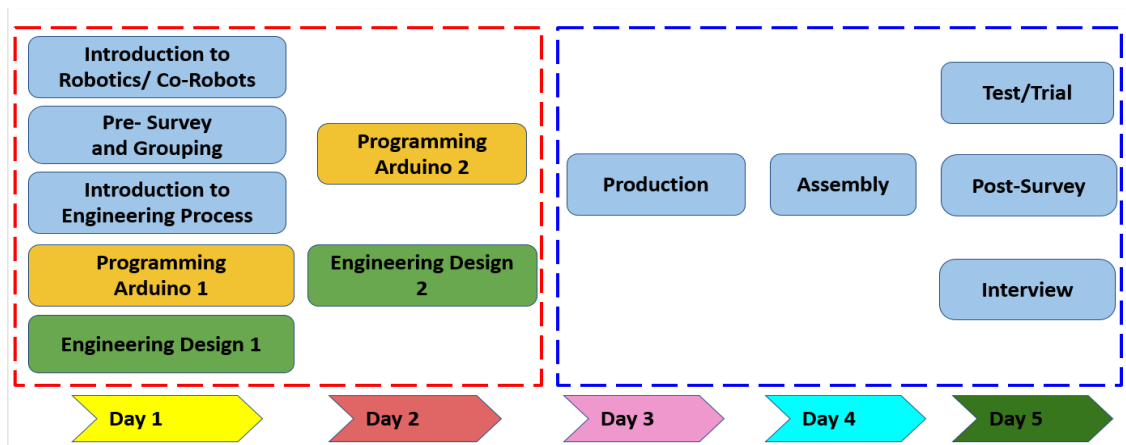 Introduction to
Robotics/ Co-Robots
Pre- Survey
and Grouping
Introduction to
Engineering Process
Programming
Arduino 1
Engineering Design 1
Programming
Arduino 2
Engineering Design
2
Production
Assembly
Test/Trial
Post-Survey
Interview
Day 1
Day 2
Day 3
Day 4
Day 5